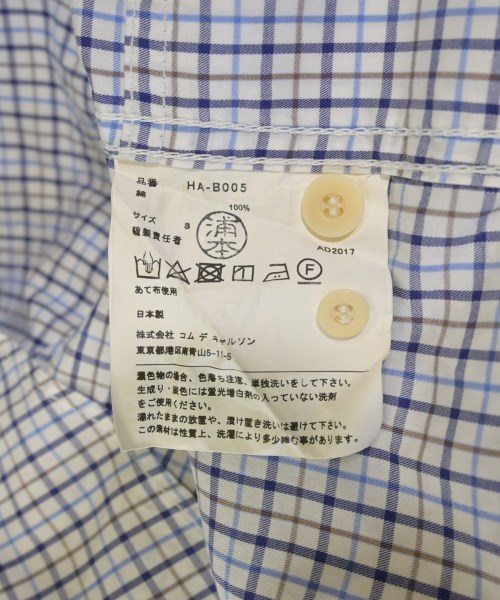 品番 HA-B005
綿 100%
サイズ S
縫製責任者 浦本
AD2017
F
あて布使用
日本製
株式会社 コム デ ギャルソン
東京都港区南青山5-11-5
濃色物の場合、色落ち注意、単独洗いをして下さい。
生成り・淡色には蛍光増白剤の入っていない洗剤
をご使用ください。
濡れたままの放置や、漬け置き洗いは避けて下さい。
この素材は性質上、洗濯により多少縮む事があります。